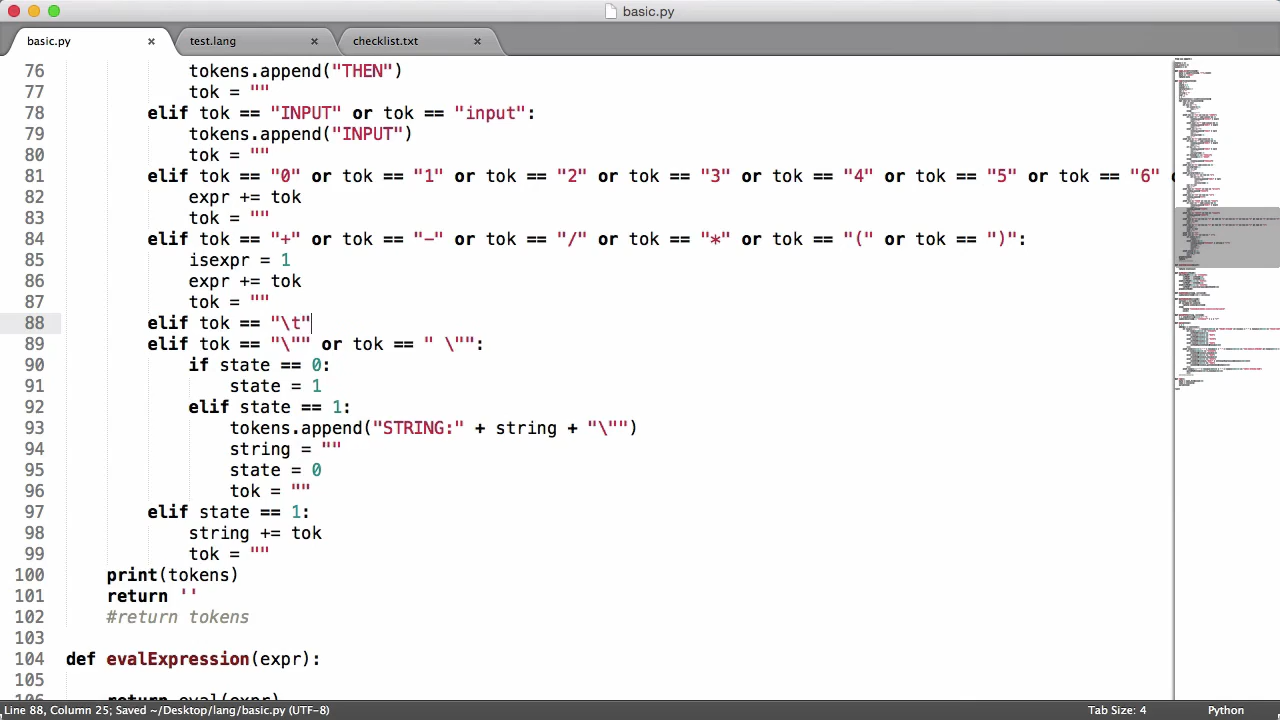 basic.py
basic.py × test.lang × checklist.txt ×
76 tokens.append("THEN")
77 tok = ""
78 elif tok == "INPUT" or tok == "input":
79 tokens.append("INPUT")
80 tok = ""
81 elif tok == "0" or tok == "1" or tok == "2" or tok == "3" or tok == "4" or tok == "5" or tok == "6"
82 expr += tok
83 tok = ""
84 elif tok == "+" or tok == "-" or tok == "/" or tok == "*" or tok == "(" or tok == ")":
85 isexpr = 1
86 expr += tok
87 tok = ""
88 elif tok == "\t"
89 elif tok == "\"" or tok == " \"":
90 if state == 0:
91 state = 1
92 elif state == 1:
93 tokens.append("STRING:" + string + "\"")
94 string = ""
95 state = 0
96 tok = ""
97 elif state == 1:
98 string += tok
99 tok = ""
100 print(tokens)
101 return ''
102 #return tokens
103
104 def evalExpression(expr):
105
106 return eval(expr)
Line 88, Column 25; Saved ~/Desktop/lang/basic.py (UTF-8) Tab Size: 4 Python